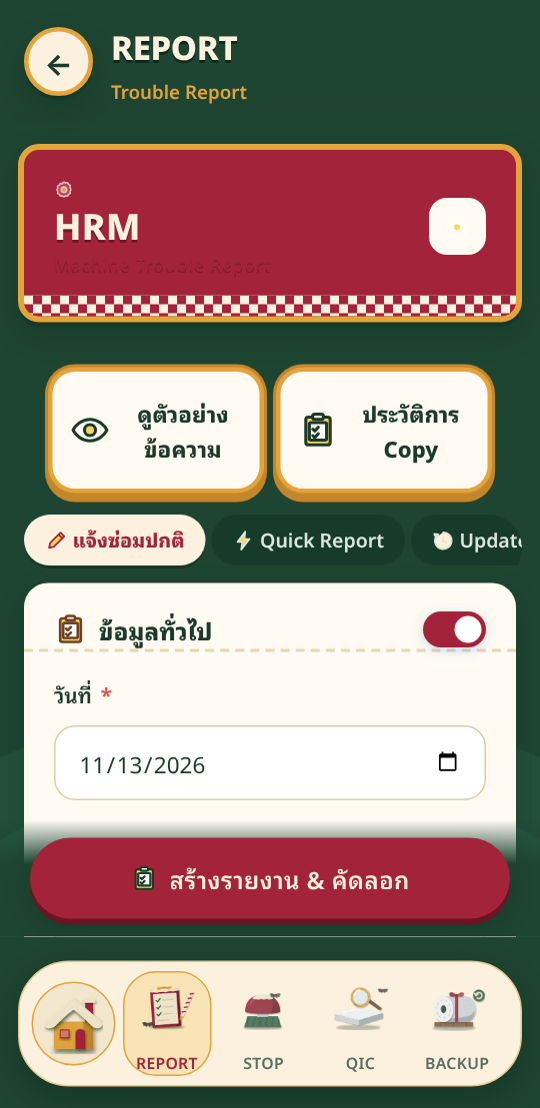 REPORT
Trouble Report
HRM
Machine Trouble Report
ดูตัวอย่าง
ข้อความ
ประวัติการ
Copy
แจ้งซ่อมปกติ
Quick Report
Update
ข้อมูลทั่วไป
วันที่ *
11/13/2026
สร้างรายงาน & คัดลอก
REPORT
STOP
QIC
BACKUP